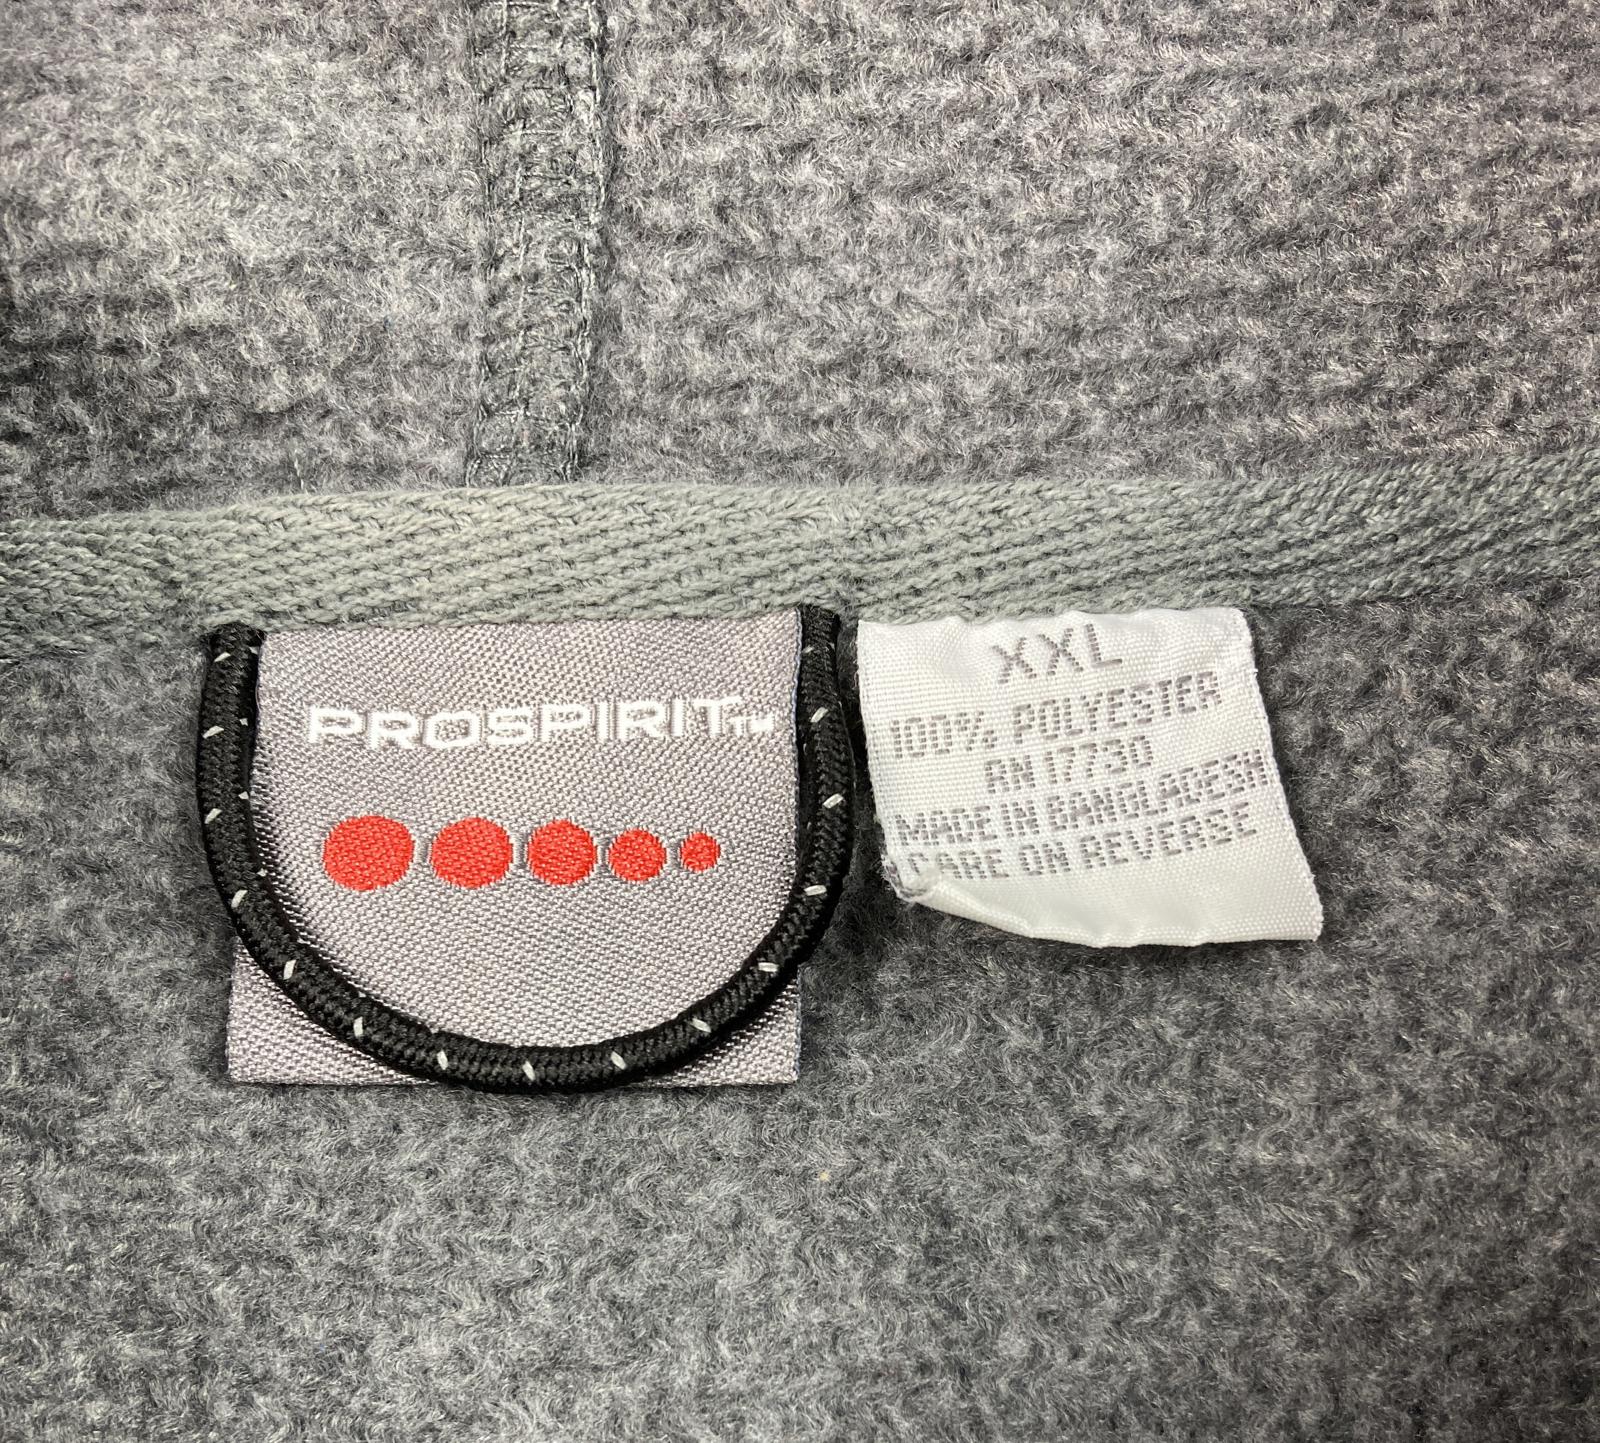 PROSPIRIT™
XXL
100% POLYESTER
RN 17730
MADE IN BANGLADESH
CARE ON REVERSE